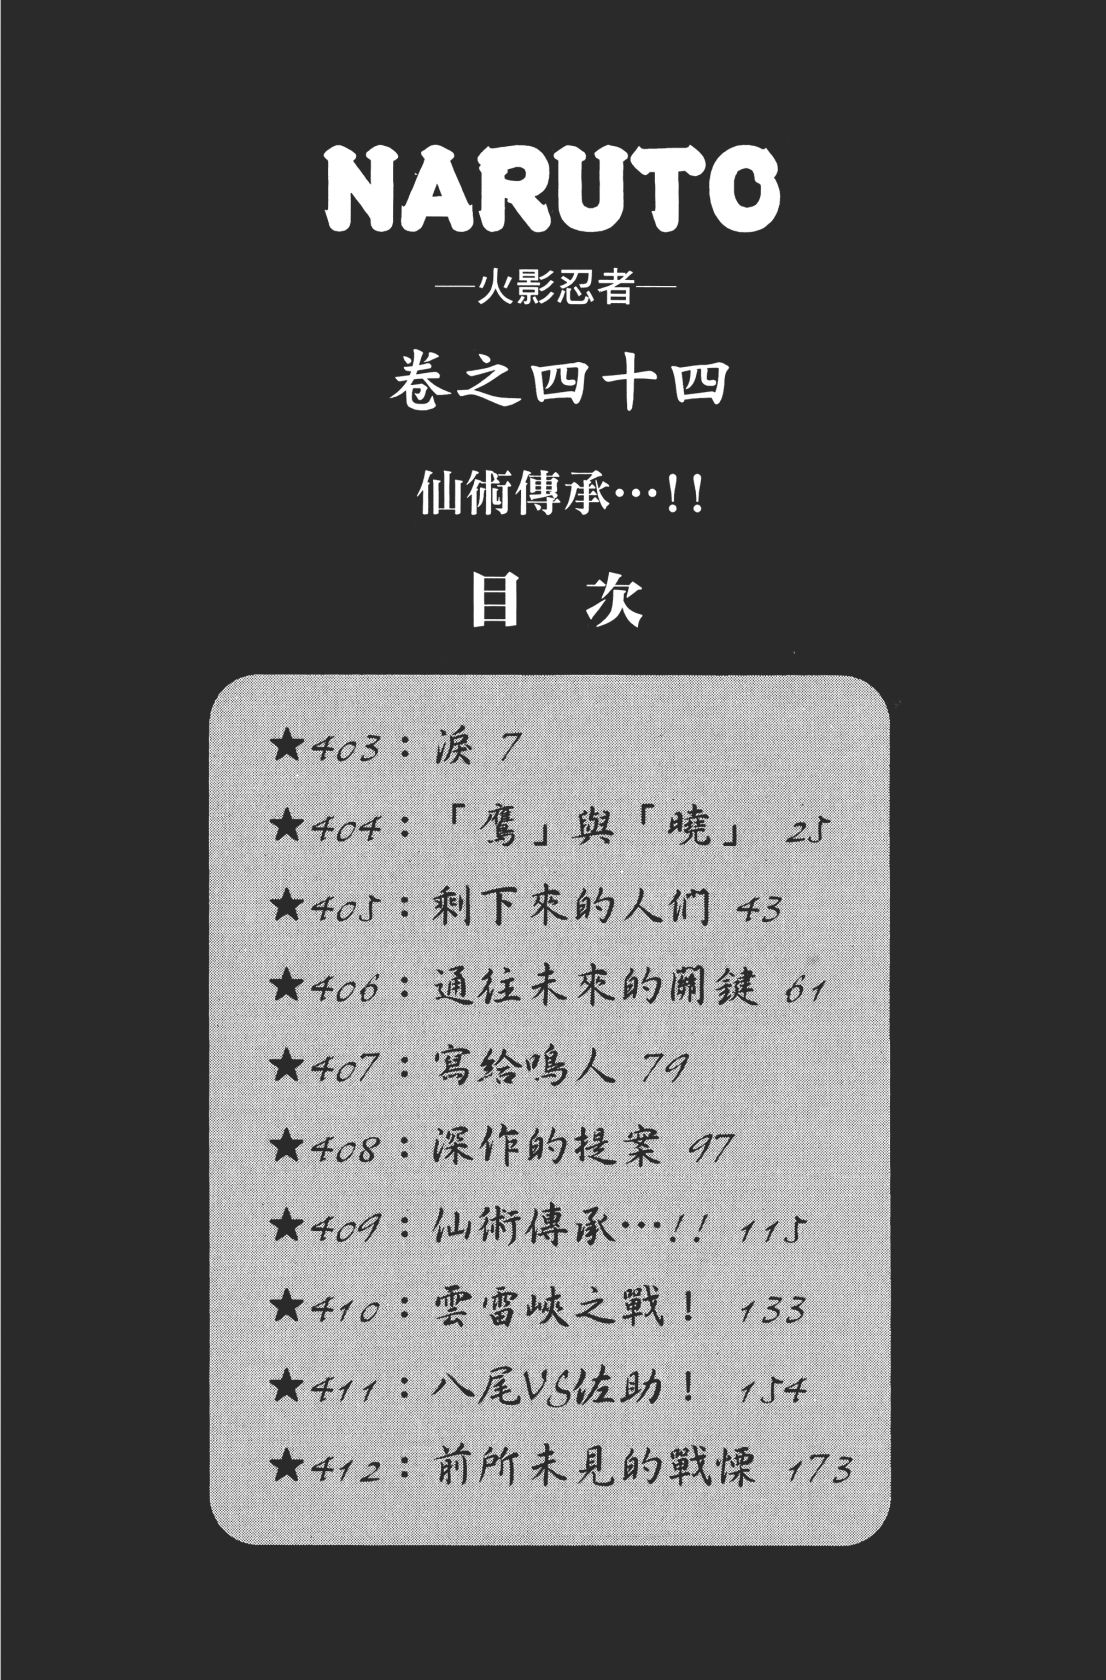 NARUTO
—火影忍者—
卷之四十四
仙術傳承…!!
目 次
★403：淚 7
★404：「鷹」與「曉」 25
★405：剩下來的人们 43
★406：通往未來的關鍵 61
★407：寫給鳴人 79
★408：深作的提案 97
★409：仙術傳承…!! 115
★410：雲雷峽之戰！ 133
★411：八尾VS佐助！ 154
★412：前所未見的戰慄 173